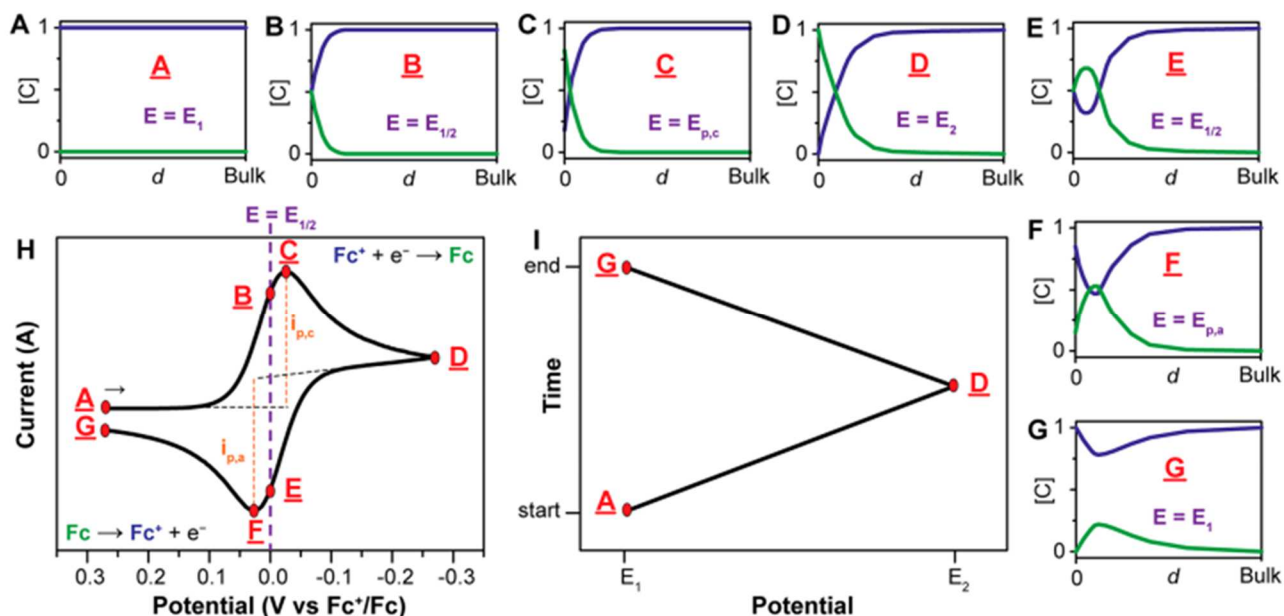 A
1
[C]
0
A
E = E₁
0 d Bulk
B
1
[C]
0
B
E = E₁/₂
0 d Bulk
C
1
[C]
0
C
E = Eₚ,c
0 d Bulk
D
1
[C]
0
D
E = E₂
0 d Bulk
E
1
[C]
0
E
E = E₁/₂
0 d Bulk
E = E₁/₂
H
C
Fc⁺ + e⁻ → Fc
B
iₚ,c
D
A →
G
iₚ,a
E
F
Fc → Fc⁺ + e⁻
Current (A)
0.3 0.2 0.1 0.0 -0.1 -0.2 -0.3
Potential (V vs Fc⁺/Fc)
I
end
G
D
Time
A
start
E₁ E₂
Potential
F
1
[C]
0
F
E = Eₚ,a
0 d Bulk
G
1
[C]
0
G
E = E₁
0 d Bulk